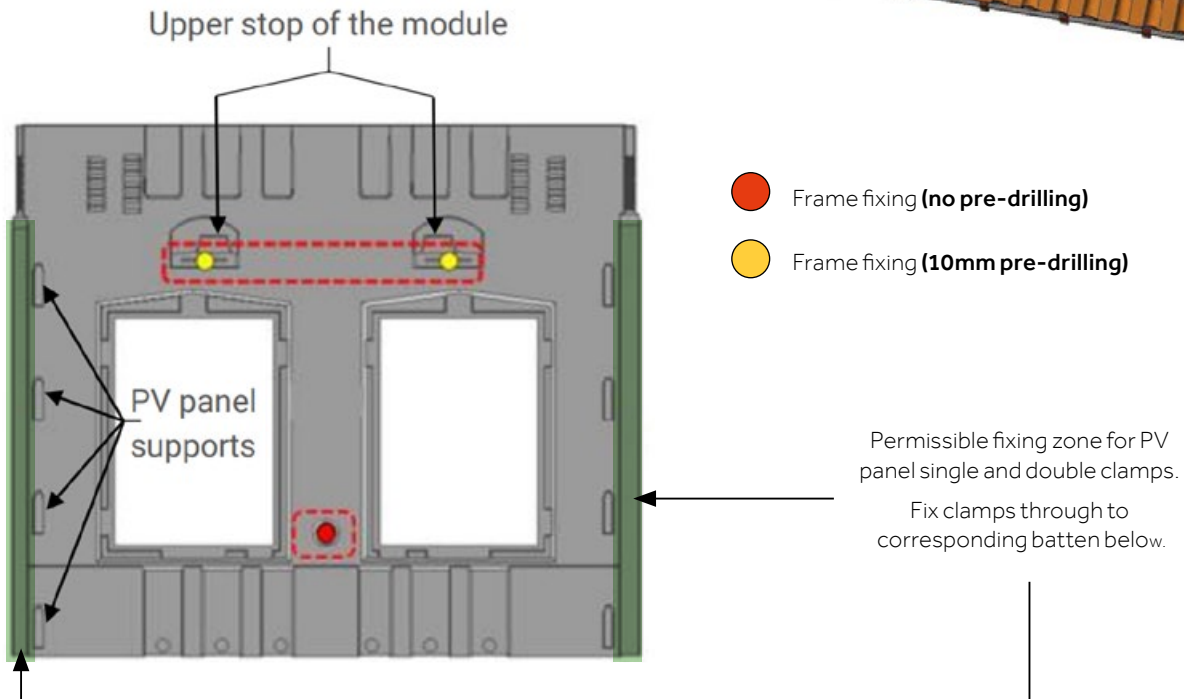 Upper stop of the module
Frame fixing (no pre-drilling)
Frame fixing (10mm pre-drilling)
PV panel
supports
Permissible fixing zone for PV
panel single and double clamps.
Fix clamps through to
corresponding batten below.